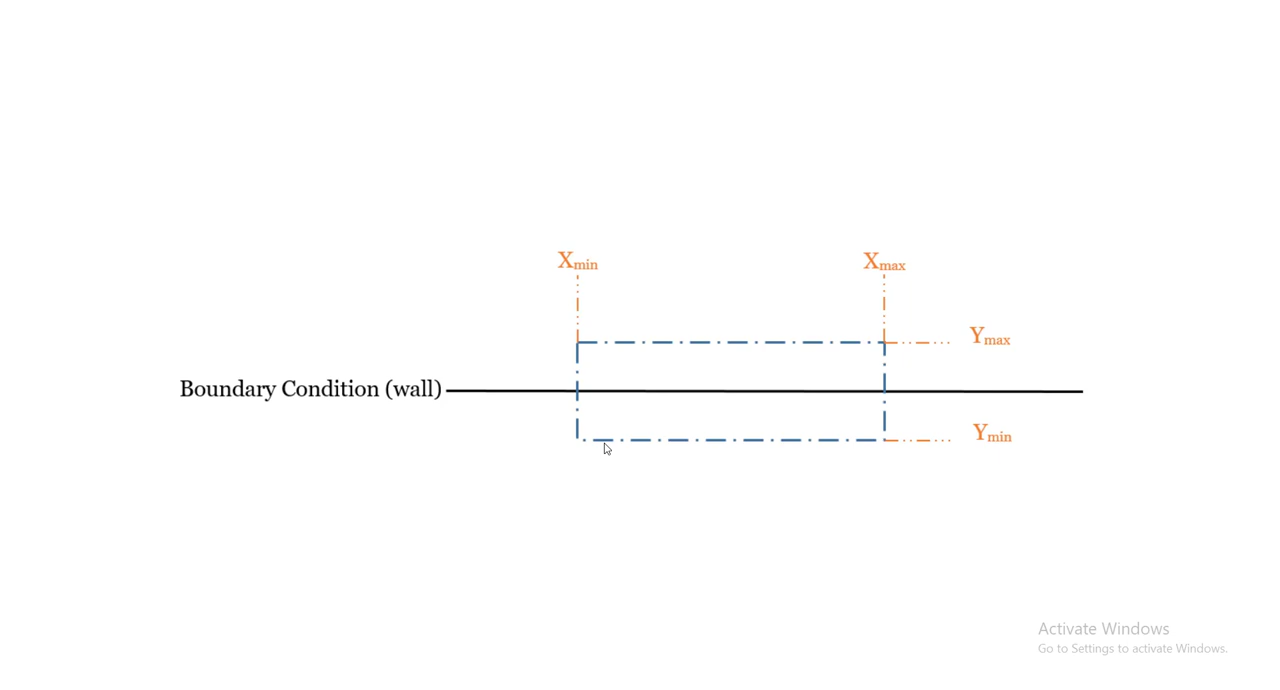 Xmin
Xmax
Ymax
Boundary Condition (wall)
Ymin
Activate Windows
Go to Settings to activate Windows.